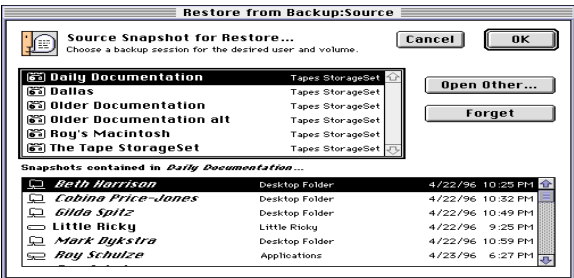 Restore from Backup:Source
Source Snapshot for Restore...
Choose a backup session for the desired user and volume.
Cancel
OK
Daily Documentation Tapes StorageSet
Dallas Tapes StorageSet
Older Documentation Tapes StorageSet
Older Documentation alt Tapes StorageSet
Roy's Macintosh Tapes StorageSet
The Tape StorageSet Tapes StorageSet
Open Other...
Forget
Snapshots contained in Daily Documentation...
Beth Harrison Desktop Folder 4/22/96 10:25 PM
Cobina Price-Jones Desktop Folder 4/22/96 10:32 PM
Gilda Spitz Desktop Folder 4/22/96 10:49 PM
Little Ricky Little Ricky 4/22/96 9:25 PM
Mark Dykstra Desktop Folder 4/22/96 10:59 PM
Roy Schulze Applications 4/23/96 6:27 PM